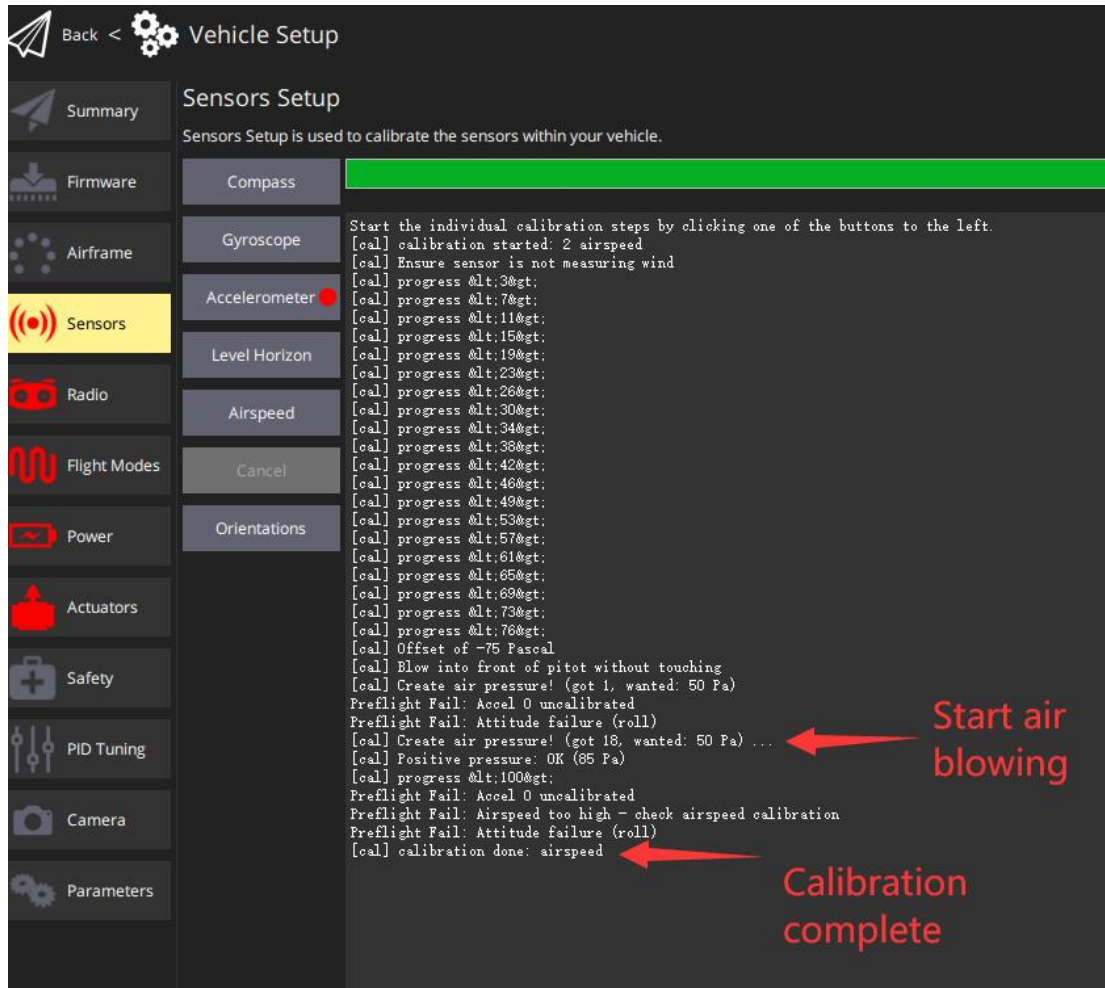 Back < Vehicle Setup
Summary
Firmware
Airframe
Sensors
Radio
Flight Modes
Power
Actuators
Safety
PID Tuning
Camera
Parameters
Sensors Setup
Sensors Setup is used to calibrate the sensors within your vehicle.
Compass
Gyroscope
Accelerometer
Level Horizon
Airspeed
Cancel
Orientations
Start the individual calibration steps by clicking one of the buttons to the left.
[cal] calibration started: 2 airspeed
[cal] Ensure sensor is not measuring wind
[cal] progress &lt;3&gt;
[cal] progress &lt;7&gt;
[cal] progress &lt;11&gt;
[cal] progress &lt;15&gt;
[cal] progress &lt;19&gt;
[cal] progress &lt;23&gt;
[cal] progress &lt;26&gt;
[cal] progress &lt;30&gt;
[cal] progress &lt;34&gt;
[cal] progress &lt;38&gt;
[cal] progress &lt;42&gt;
[cal] progress &lt;46&gt;
[cal] progress &lt;49&gt;
[cal] progress &lt;53&gt;
[cal] progress &lt;57&gt;
[cal] progress &lt;61&gt;
[cal] progress &lt;65&gt;
[cal] progress &lt;69&gt;
[cal] progress &lt;73&gt;
[cal] progress &lt;76&gt;
[cal] Offset of -75 Pascal
[cal] Blow into front of pitot without touching
[cal] Create air pressure! (got 1, wanted: 50 Pa)
Preflight Fail: Accel 0 uncalibrated
Preflight Fail: Attitude failure (roll)
[cal] Create air pressure! (got 18, wanted: 50 Pa) ...
[cal] Positive pressure: OK (85 Pa)
[cal] progress &lt;100&gt;
Preflight Fail: Accel 0 uncalibrated
Preflight Fail: Airspeed too high - check airspeed calibration
Preflight Fail: Attitude failure (roll)
[cal] calibration done: airspeed
Start air
blowing
Calibration
complete